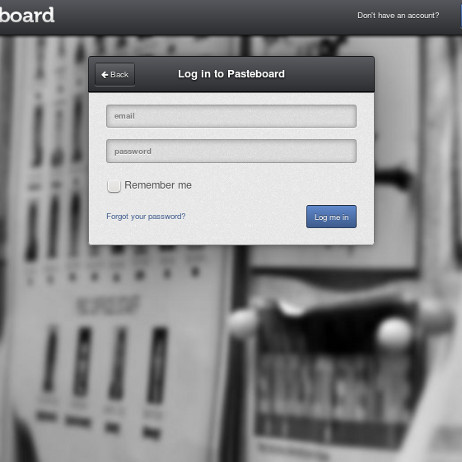 board
Don't have an account?
Back
Log in to Pasteboard
email
password
Remember me
Forgot your password?
Log me in